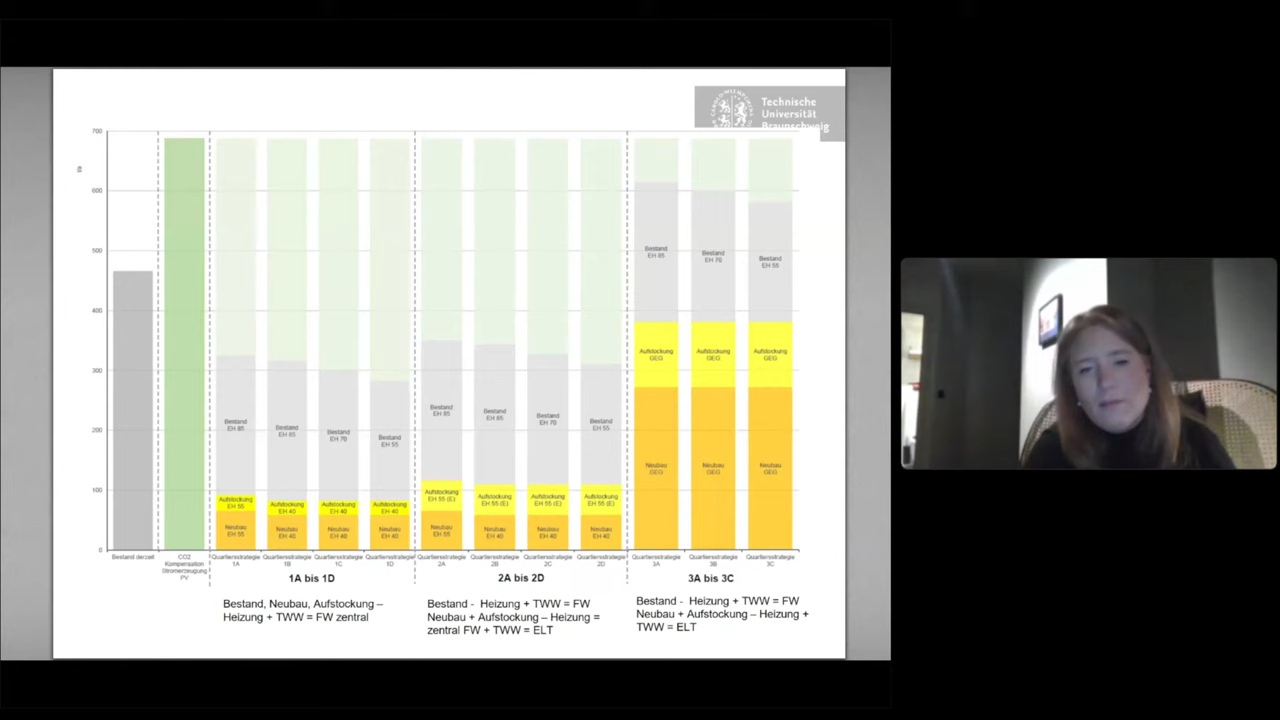 Technische
Universität
Braunschweig
700
600
500
400
300
200
100
0
Bestand EH 85
Bestand EH 85
Bestand EH 70
Bestand EH 55
Aufstockung EH 55
Aufstockung EH 40
Aufstockung EH 40
Aufstockung EH 40
Neubau EH 55
Neubau EH 40
Neubau EH 40
Neubau EH 40
Bestand EH 85
Bestand EH 85
Bestand EH 70
Bestand EH 55
Aufstockung EH 55 (E)
Aufstockung EH 55 (E)
Aufstockung EH 55 (E)
Aufstockung EH 55 (E)
Neubau EH 55
Neubau EH 40
Neubau EH 40
Neubau EH 40
Bestand EH 85
Bestand EH 70
Bestand EH 55
Aufstockung GEG
Aufstockung GEG
Aufstockung GEG
Neubau GEG
Neubau GEG
Neubau GEG
Bestand derzeit
CO2
Kompensation
Stromerzeugung
PV
Quartiersstrategie 1A
Quartiersstrategie 1B
Quartiersstrategie 1C
Quartiersstrategie 1D
Quartiersstrategie 2A
Quartiersstrategie 2B
Quartiersstrategie 2C
Quartiersstrategie 2D
Quartiersstrategie 3A
Quartiersstrategie 3B
Quartiersstrategie 3C
1A bis 1D
2A bis 2D
3A bis 3C
Bestand, Neubau, Aufstockung –
Heizung + TWW = FW zentral
Bestand - Heizung + TWW = FW
Neubau + Aufstockung – Heizung =
zentral FW + TWW = ELT
Bestand - Heizung + TWW = FW
Neubau + Aufstockung – Heizung +
TWW = ELT